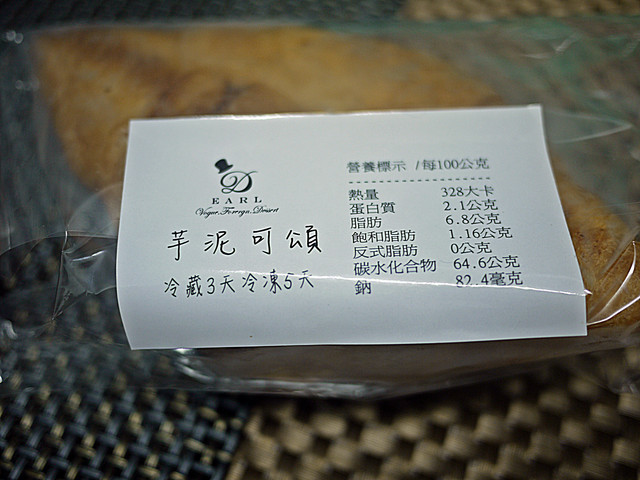 D
EARL
Vogue.Foreign.Desert
芋泥可頌
冷藏3天冷凍5天
營養標示 /每100公克
熱量 328大卡
蛋白質 2.1公克
脂肪 6.8公克
飽和脂肪 1.16公克
反式脂肪 0公克
碳水化合物 64.6公克
鈉 82.4毫克